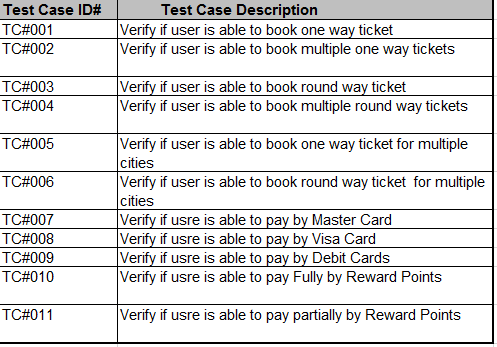 Test Case ID# Test Case Description
TC#001 Verify if user is able to book one way ticket
TC#002 Verify if user is able to book multiple one way tickets
TC#003 Verify if user is able to book round way ticket
TC#004 Verify if user is able to book multiple round way tickets
TC#005 Verify if user is able to book one way ticket for multiple
cities
TC#006 Verify if user is able to book round way ticket for multiple
cities
TC#007 Verify if usre is able to pay by Master Card
TC#008 Verify if usre is able to pay by Visa Card
TC#009 Verify if usre is able to pay by Debit Cards
TC#010 Verify if usre is able to pay Fully by Reward Points
TC#011 Verify if usre is able to pay partially by Reward Points